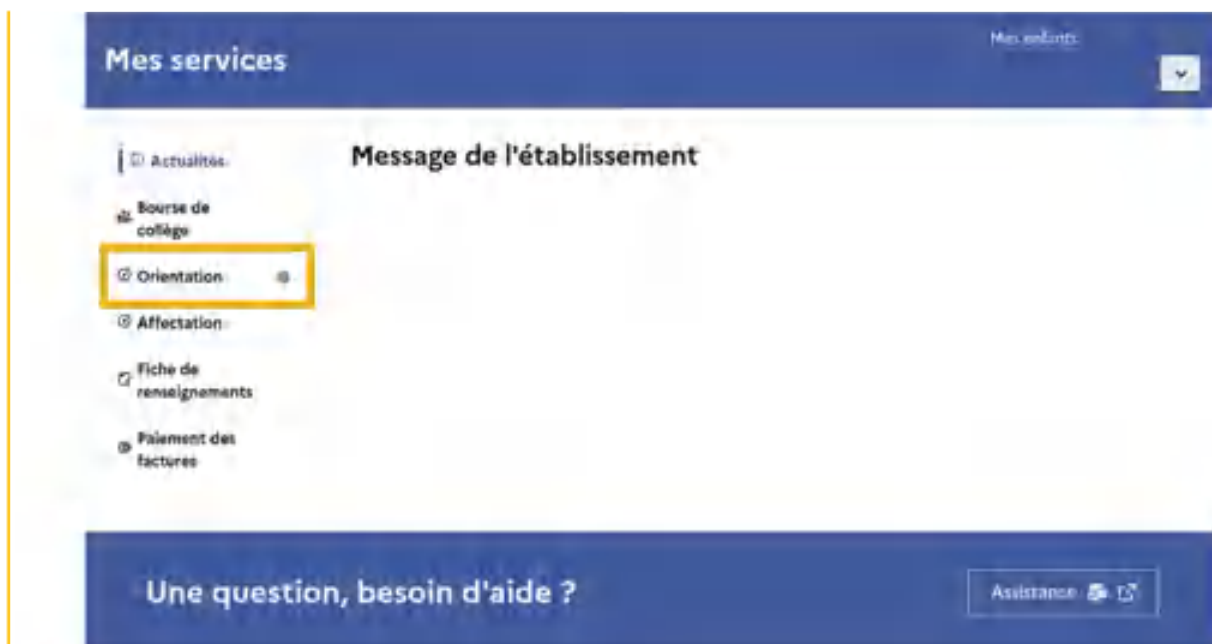 Mes services
Mes enfants
Actualités
Message de l'établissement
Bourse de
collège
Orientation
Affectation
Fiche de
renseignements
Paiement des
factures
Une question, besoin d'aide ?
Assistance